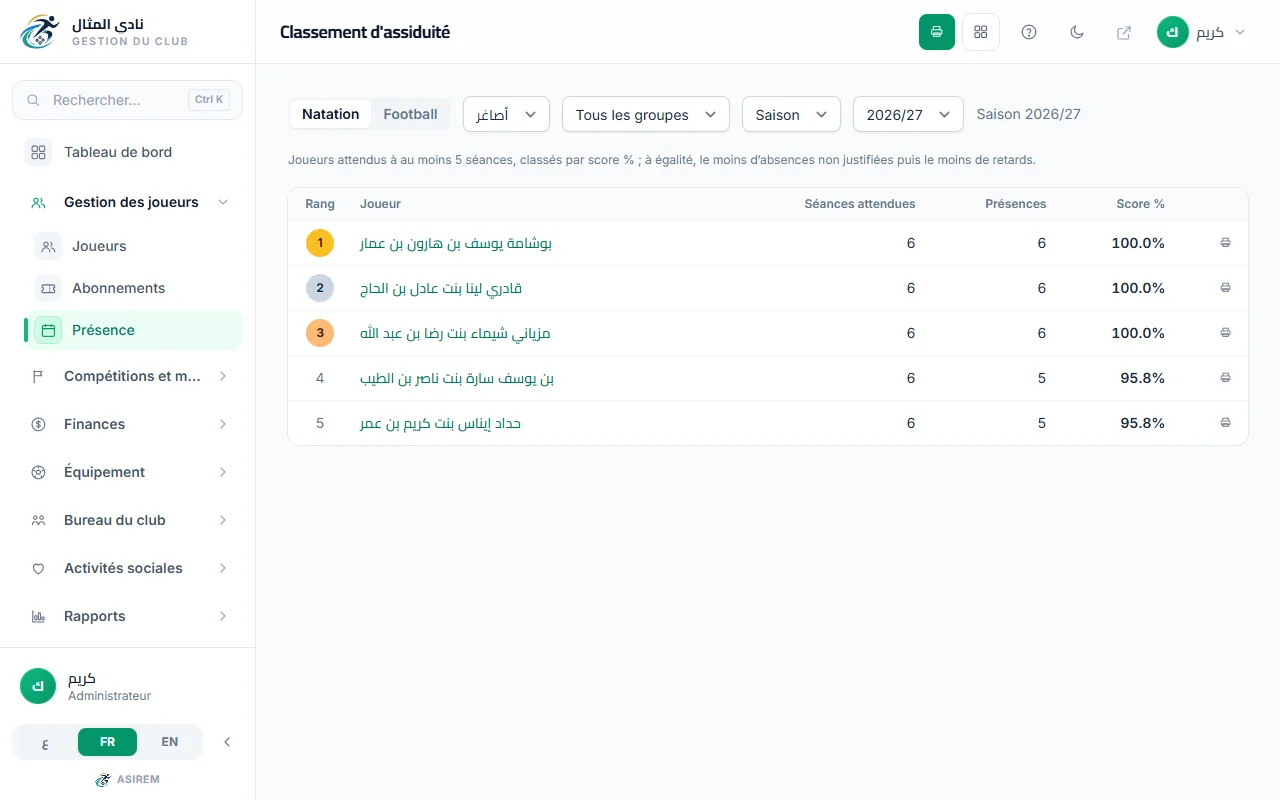 نادي المثال
GESTION DU CLUB
Rechercher... Ctrl K
Tableau de bord
Gestion des joueurs
Joueurs
Abonnements
Présence
Compétitions et m...
Finances
Équipement
Bureau du club
Activités sociales
Rapports
ك كريم
Administrateur
ع FR EN
ASIREM
Classement d'assiduité
ك كريم
Natation Football أصاغر Tous les groupes Saison 2026/27 Saison 2026/27
Joueurs attendus à au moins 5 séances, classés par score % ; à égalité, le moins d'absences non justifiées puis le moins de retards.
Rang Joueur Séances attendues Présences Score %
1 بوشامة يوسف بن هارون بن عمار 6 6 100.0%
2 قادري لينا بنت عادل بن الحاج 6 6 100.0%
3 مزياني شيماء بنت رضا بن عبد الله 6 6 100.0%
4 بن يوسف سارة بنت ناصر بن الطيب 6 5 95.8%
5 حداد إيناس بنت كريم بن عمر 6 5 95.8%